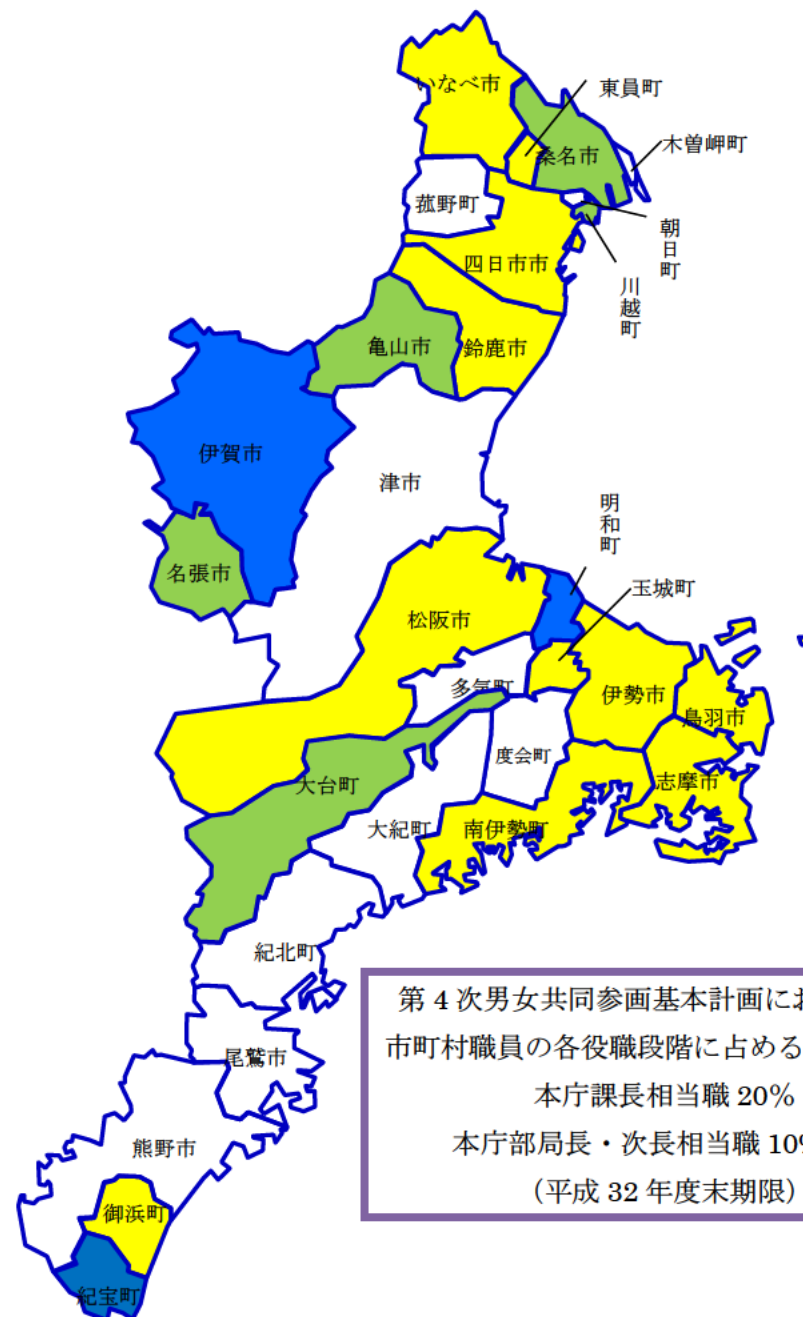 いなべ市
東員町
桑名市
木曽岬町
菰野町
朝日町
四日市市
川越町
亀山市
鈴鹿市
伊賀市
津市
明和町
名張市
玉城町
松阪市
多気町
伊勢市
鳥羽市
度会町
志摩市
大台町
大紀町
南伊勢町
紀北町
第4次男女共同参画基本計画にお
市町村職員の各役職段階に占める
本庁課長相当職 20%
本庁部局長・次長相当職 10%
(平成 32 年度末期限)
尾鷲市
熊野市
御浜町
紀宝町